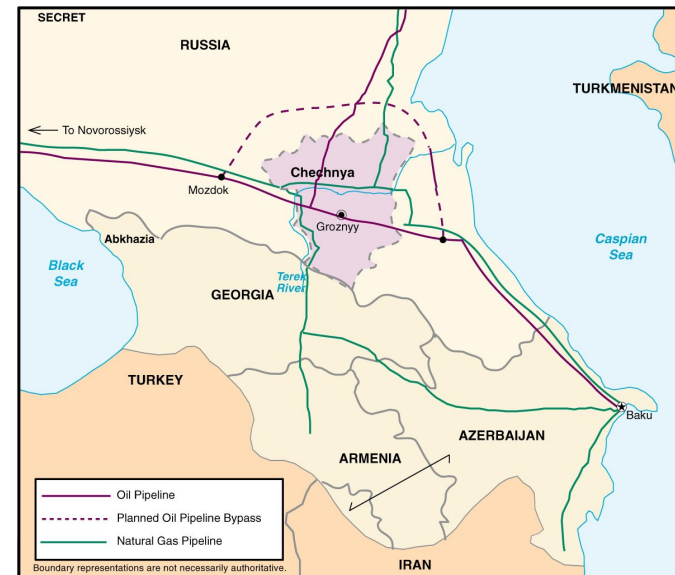 SECRET
RUSSIA
TURKMENISTAN
To Novorossiysk
Chechnya
Mozdok
Groznyy
Abkhazia
Caspian
Sea
Black
Sea
Terek
River
GEORGIA
TURKEY
Baku
AZERBAIJAN
ARMENIA
IRAN
Oil Pipeline
Planned Oil Pipeline Bypass
Natural Gas Pipeline
Boundary representations are not necessarily authoritative.